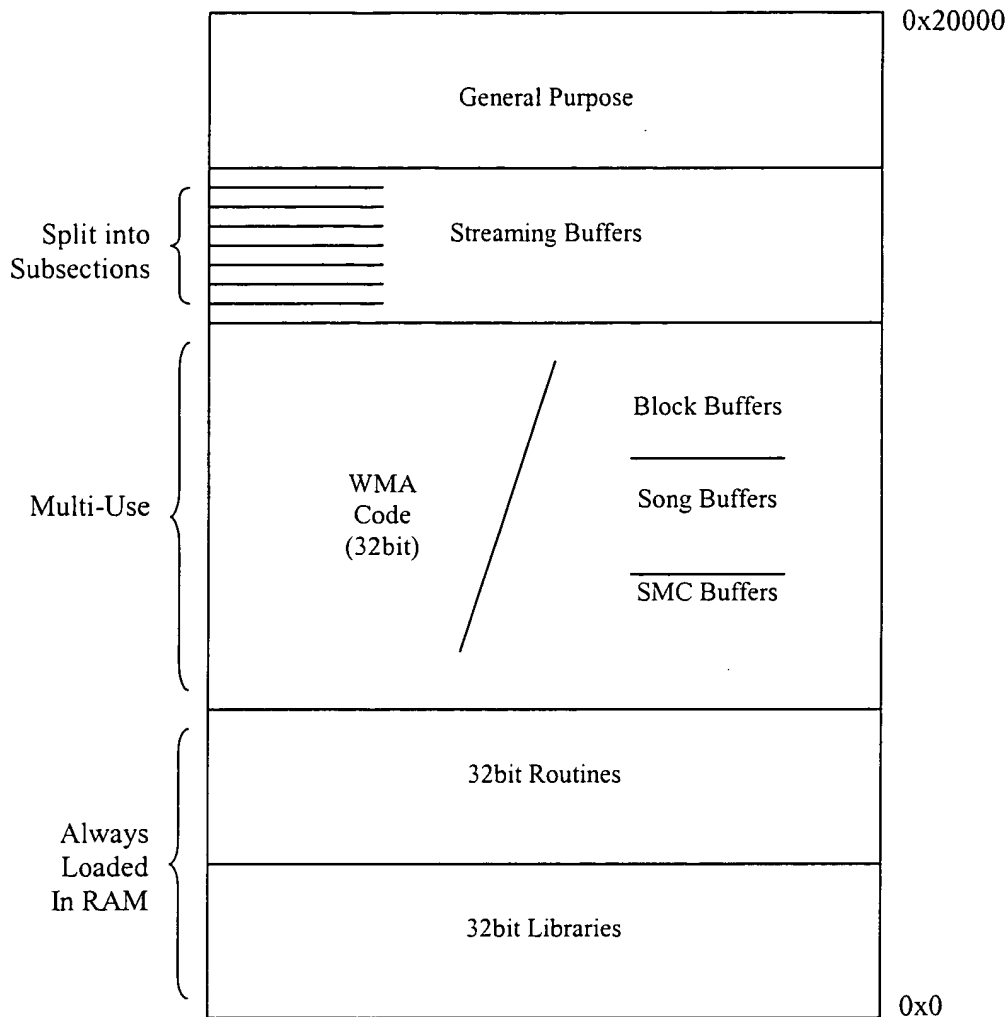 0x20000
General Purpose
Split into
Subsections
Streaming Buffers
Multi-Use
WMA
Code
(32bit)
Block Buffers
Song Buffers
SMC Buffers
Always
Loaded
In RAM
32bit Routines
32bit Libraries
0x0